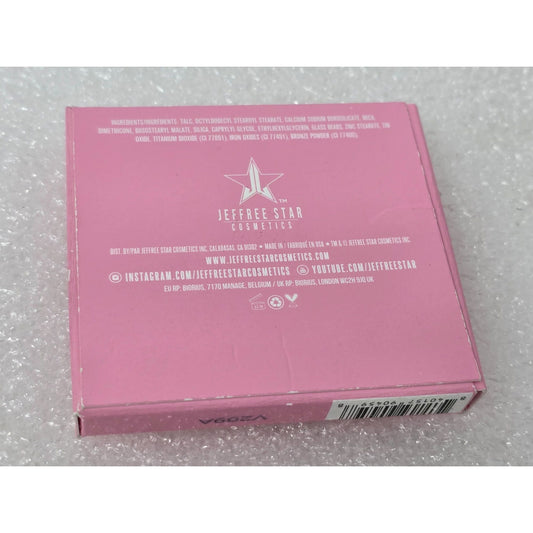 INGREDIENTS/INGRÉDIENTS: TALC, OCTYLDODECYL STEAROYL STEARATE, CALCIUM SODIUM BOROSILICATE, MICA,
DIMETHICONE, DIISOSTEARYL MALATE, SILICA, CAPRYLYL GLYCOL, ETHYLHEXYLGLYCERIN, GLASS BEADS, ZINC STEARATE, TIN
OXIDE, TITANIUM DIOXIDE (CI 77891), IRON OXIDES (CI 77491), BRONZE POWDER (CI 77400).
TM
JEFFREE STAR
COSMETICS
DIST. BY/PAR JEFFREE STAR COSMETICS INC. CALABASAS, CA 91302 • MADE IN / FABRIQUÉ EN USA • TM & © JEFFREE STAR COSMETICS INC
WWW.JEFFREESTARCOSMETICS.COM
INSTAGRAM.COM/JEFFREESTARCOSMETICS YOUTUBE.COM/JEFFREESTAR
EU RP: BIORIUS, 7170 MANAGE, BELGIUM / UK RP: BIORIUS, LONDON WC2H 9JQ UK
V299A